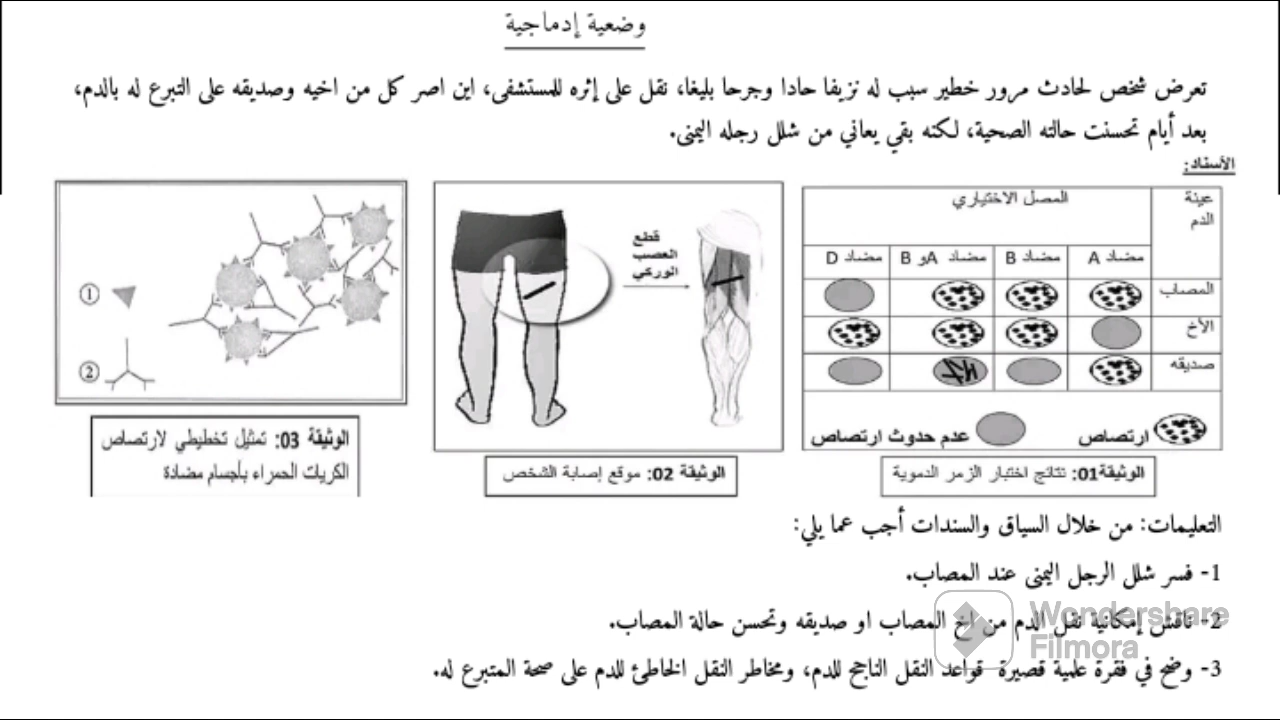 وضعية إدماجية
تعرض شخص لحادث مرور خطير سبب له نزيفا حادا وجرحا بليغا، نقل على إثره للمستشفى، اين اصر كل من اخيه وصديقه على التبرع له بالدم،
بعد أيام تحسنت حالته الصحية، لكنه بقي يعاني من شلل رجله اليمنى.
الأسناد:
عينة الدم
المصل الاختياري
مضاد A
مضاد B
مضاد A و B
مضاد D
المصاب
الأخ
صديقه
ارتصاص
عدم حدوث ارتصاص
الوثيقة01: نتائج اختبار الزمر الدموية
قطع
العصب
الوركي
الوثيقة 02: موقع إصابة الشخص
1
2
الوثيقة 03: تمثيل تخطيطي لارتصاص
الكريات الحمراء بأجسام مضادة
التعليمات: من خلال السياق والسندات أجب عما يلي:
1- فسر شلل الرجل اليمنى عند المصاب.
2- ناقش إمكانية نقل الدم من اخ المصاب او صديقه وتحسن حالة المصاب.
3- وضح في فقرة علمية قصيرة قواعد النقل الناجح للدم، ومخاطر النقل الخاطئ للدم على صحة المتبرع له.
Wondershare
Filmora